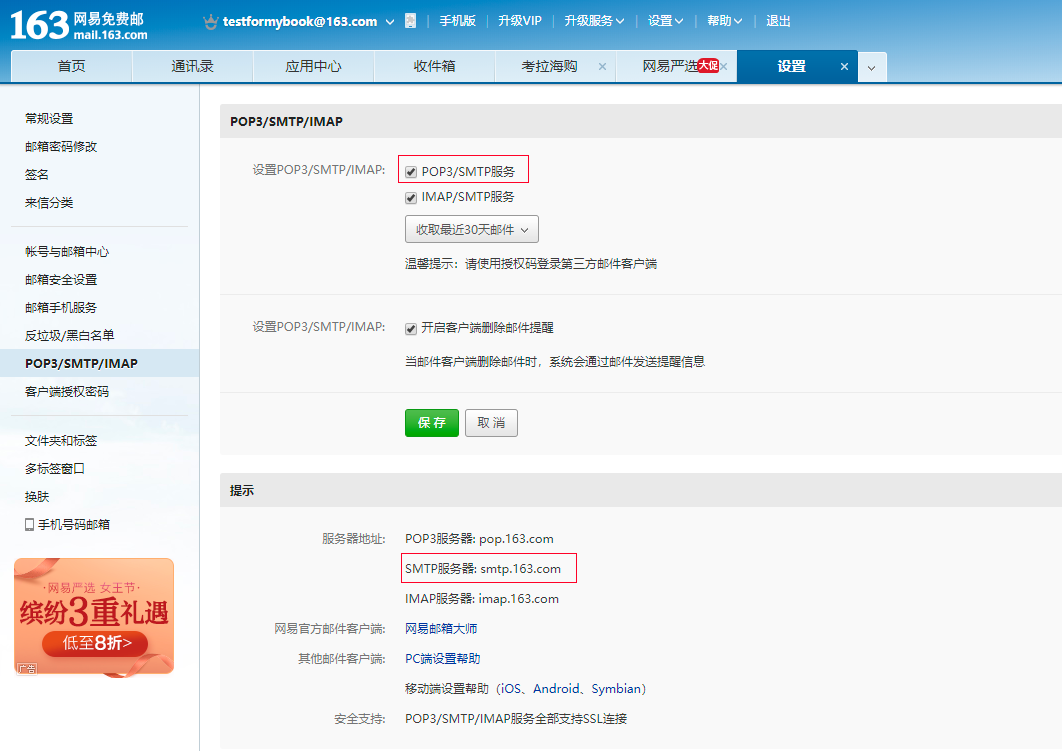 163 网易免费邮
mail.163.com
testformybook@163.com
手机版 升级VIP 升级服务 设置 帮助 退出
首页 通讯录 应用中心 收件箱 考拉海购 × 网易严选 大促 × 设置 ×
常规设置
邮箱密码修改
签名
来信分类
帐号与邮箱中心
邮箱安全设置
邮箱手机服务
反垃圾/黑白名单
POP3/SMTP/IMAP
客户端授权密码
文件夹和标签
多标签窗口
换肤
手机号码邮箱
·网易严选 女王节·
缤纷3重礼遇
低至8折>
广告
POP3/SMTP/IMAP
设置POP3/SMTP/IMAP: POP3/SMTP服务
IMAP/SMTP服务
收取最近30天邮件
温馨提示：请使用授权码登录第三方邮件客户端
设置POP3/SMTP/IMAP: 开启客户端删除邮件提醒
当邮件客户端删除邮件时，系统会通过邮件发送提醒信息
保 存 取 消
提示
服务器地址: POP3服务器: pop.163.com
SMTP服务器: smtp.163.com
IMAP服务器: imap.163.com
网易官方邮件客户端: 网易邮箱大师
其他邮件客户端: PC端设置帮助
移动端设置帮助（iOS、Android、Symbian）
安全支持: POP3/SMTP/IMAP服务全部支持SSL连接